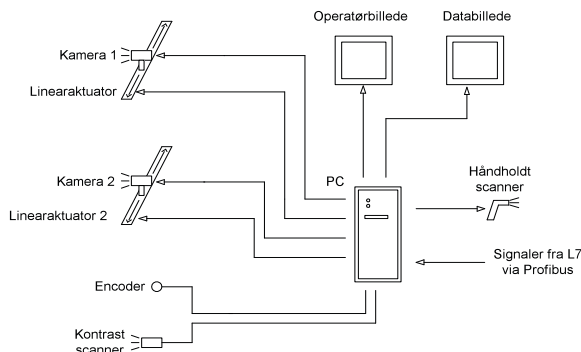 Operatørbillede
Databillede
Kamera 1
Linearaktuator
Kamera 2
Linearaktuator 2
PC
Håndholdt
scanner
Signaler fra L7
via Profibus
Encoder
Kontrast
scanner